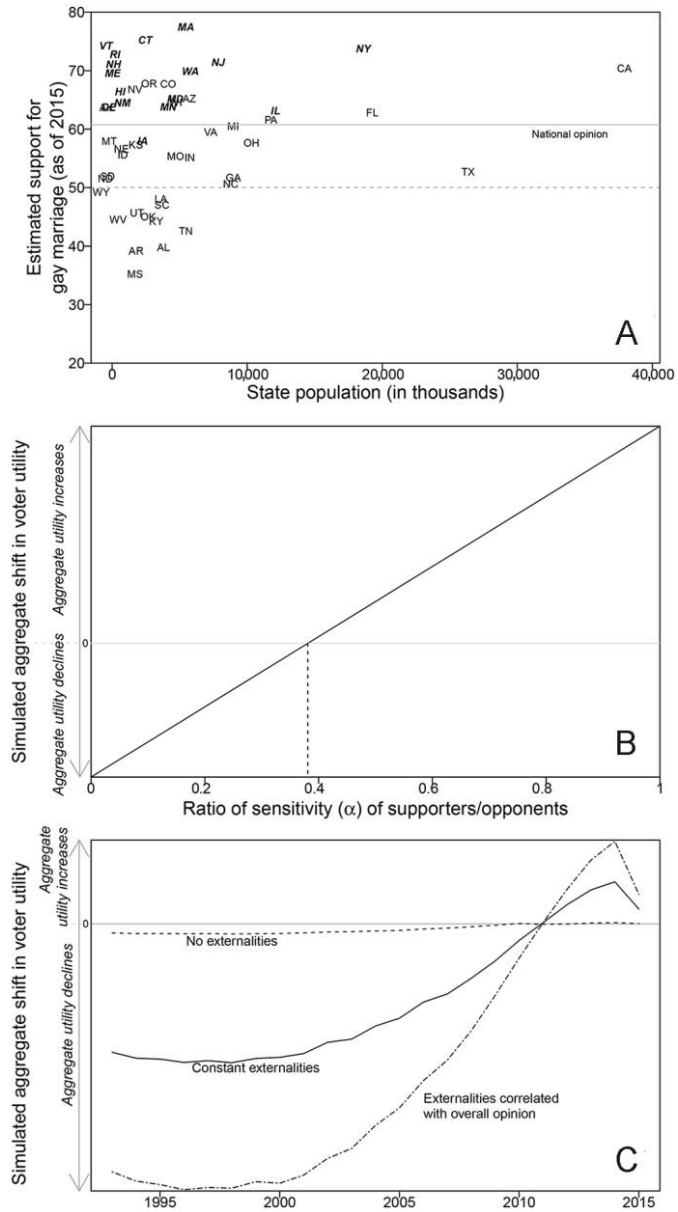 80
70
60
50
40
30
20
Estimated support for
gay marriage (as of 2015)
MA
CT
VT
RI
NY
NH
NJ
ME
WA
CA
OR CO
NV
HI
AZ
NM
MN
IL
FL
PA
National opinion
MI
VA
MT
KS IA
OH
NE
ID
MO IN
TX
SD
ND
GA
NC
WY
LA
SC
UT
OK
WV
KY
TN
AR
AL
MS
A
0
10,000
20,000
30,000
40,000
State population (in thousands)
Simulated aggregate shift in voter utility
Aggregate utility declines
Aggregate utility increases
0
B
0
0.2
0.4
0.6
0.8
1
Ratio of sensitivity (α) of supporters/opponents
Simulated aggregate shift in voter utility
Aggregate utility declines
Aggregate
utility increases
0
No externalities
Constant externalities
Externalities correlated
with overall opinion
C
1995
2000
2005
2010
2015